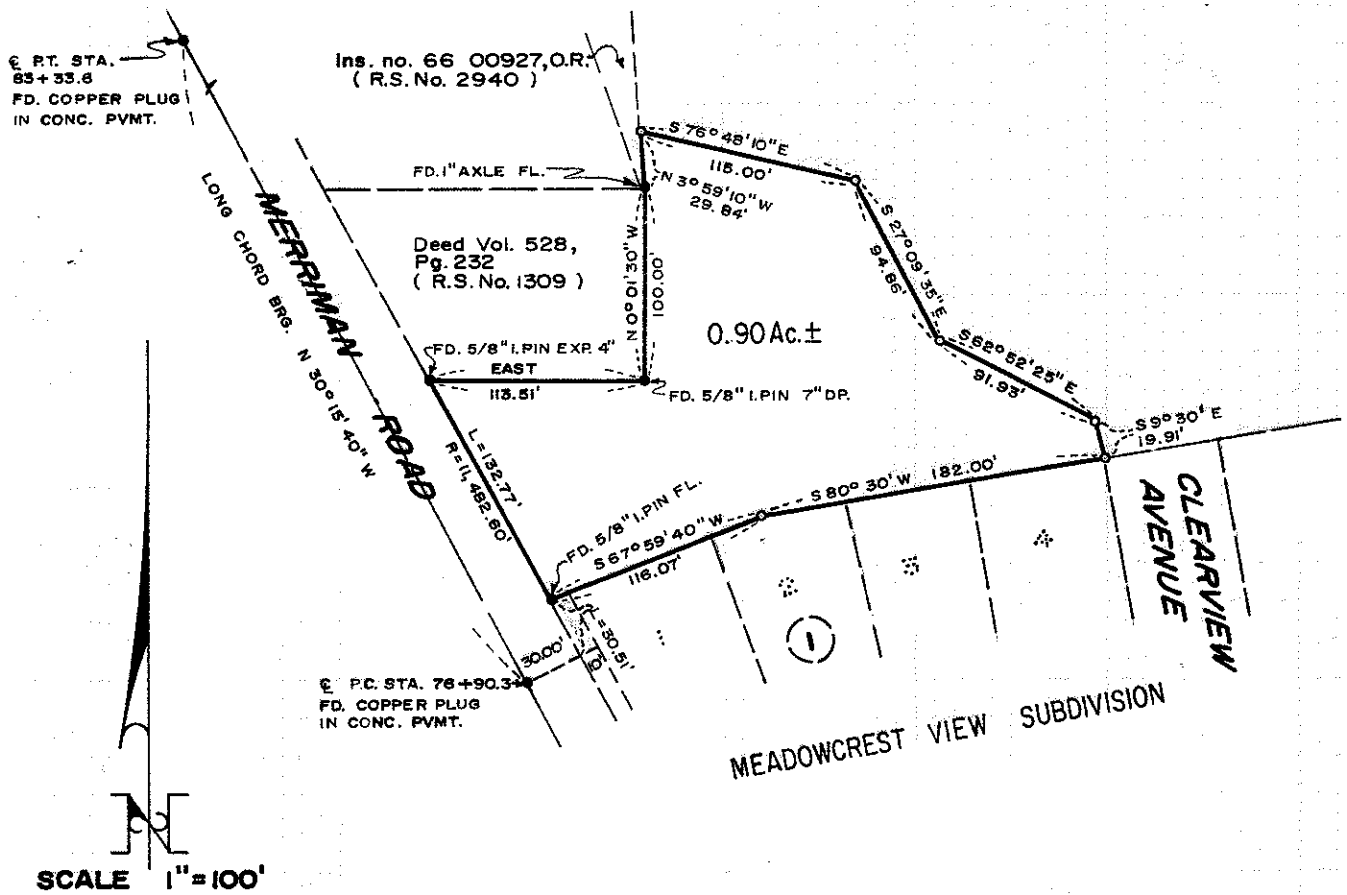 ℄ P.T. STA.
83+33.6
FD. COPPER PLUG
IN CONC. PVMT.
Ins. no. 66 00927, O.R.
( R.S. No. 2940 )
S 76° 48' 10" E
115.00'
FD. 1" AXLE FL.
N 3° 59' 10" W
29.84'
LONG CHORD BRG. N 30° 15' 40" W
MERRIMAN ROAD
Deed Vol. 528,
Pg. 232
( R.S. No. 1309 )
N 0° 01' 30" W
100.00'
S 27° 09' 35" E
94.86'
0.90 Ac.±
FD. 5/8" I.PIN EXP. 4"
EAST
113.51'
FD. 5/8" I.PIN 7" DP.
S 62° 52' 25" E
91.93'
S 9° 30' E
19.91'
L = 132.77'
R = 11,482.60'
FD. 5/8" I.PIN FL.
S 67° 59' 40" W
116.07'
S 80° 30' W 182.00'
CLEARVIEW
AVENUE
2
3
4
1
30.00'
10'
= 30.51'
℄ P.C. STA. 76+90.3
FD. COPPER PLUG
IN CONC. PVMT.
MEADOWCREST VIEW SUBDIVISION
N
SCALE 1"=100'